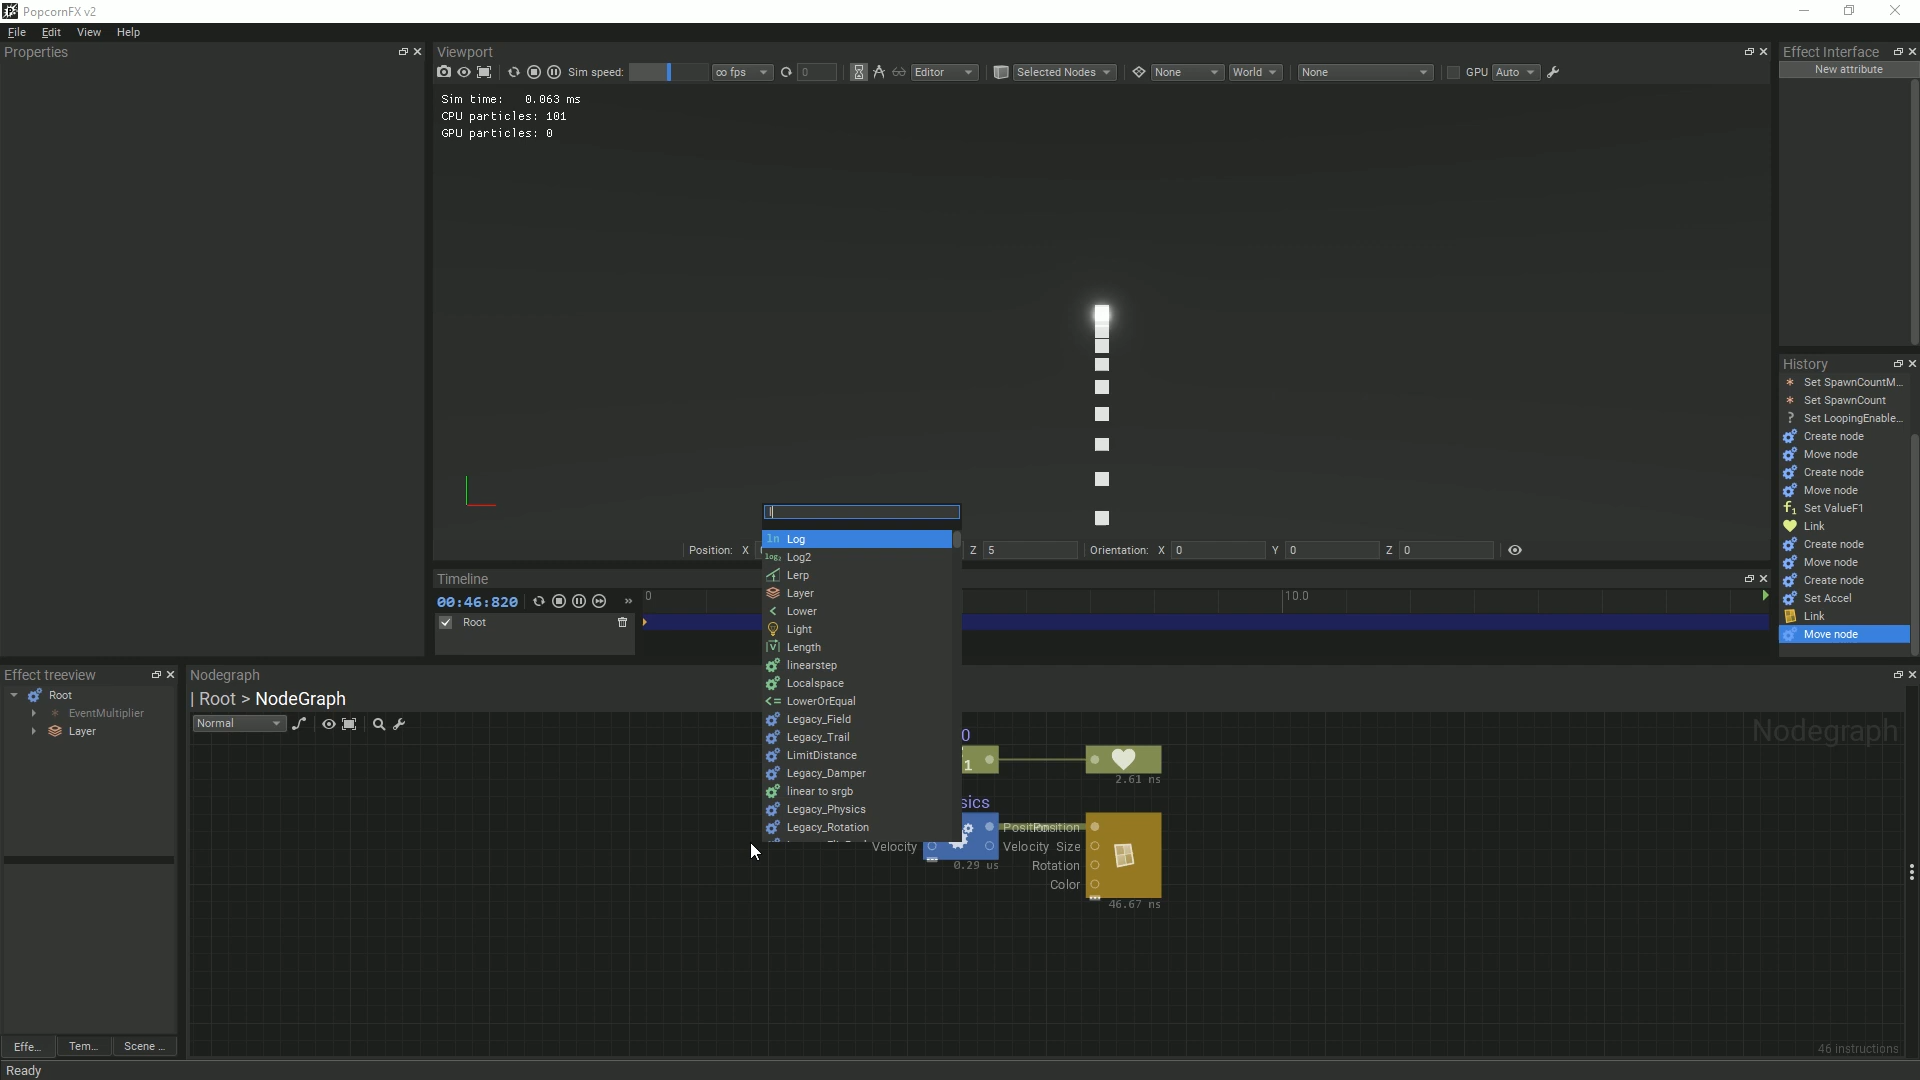 PopcornFX v2
File Edit View Help
Properties
Viewport
Sim speed: ∞ fps 0 Editor Selected Nodes None World None GPU Auto
Sim time: 0.063 ms
CPU particles: 101
GPU particles: 0
Effect Interface
New attribute
History
Set SpawnCountM...
Set SpawnCount
Set LoopingEnable...
Create node
Move node
Create node
Move node
Set ValueF1
Link
Create node
Move node
Create node
Set Accel
Link
Move node
l
ln Log
log2 Log2
Lerp
Layer
Lower
Light
Length
linearstep
Localspace
<= LowerOrEqual
Legacy_Field
Legacy_Trail
LimitDistance
Legacy_Damper
linear to srgb
Legacy_Physics
Legacy_Rotation
Position: X Z 5 Orientation: X 0 Y 0 Z 0
Timeline
00:46:820 » 0 10.0
Root
Effect treeview
Root
EventMultiplier
Layer
Effe... Tem... Scene ...
Nodegraph
| Root > NodeGraph
Normal
Nodegraph
0
1
2.61 ns
sics
Position
Velocity Velocity Size
0.29 us Rotation
Color
46.67 ns
46 instructions
Ready